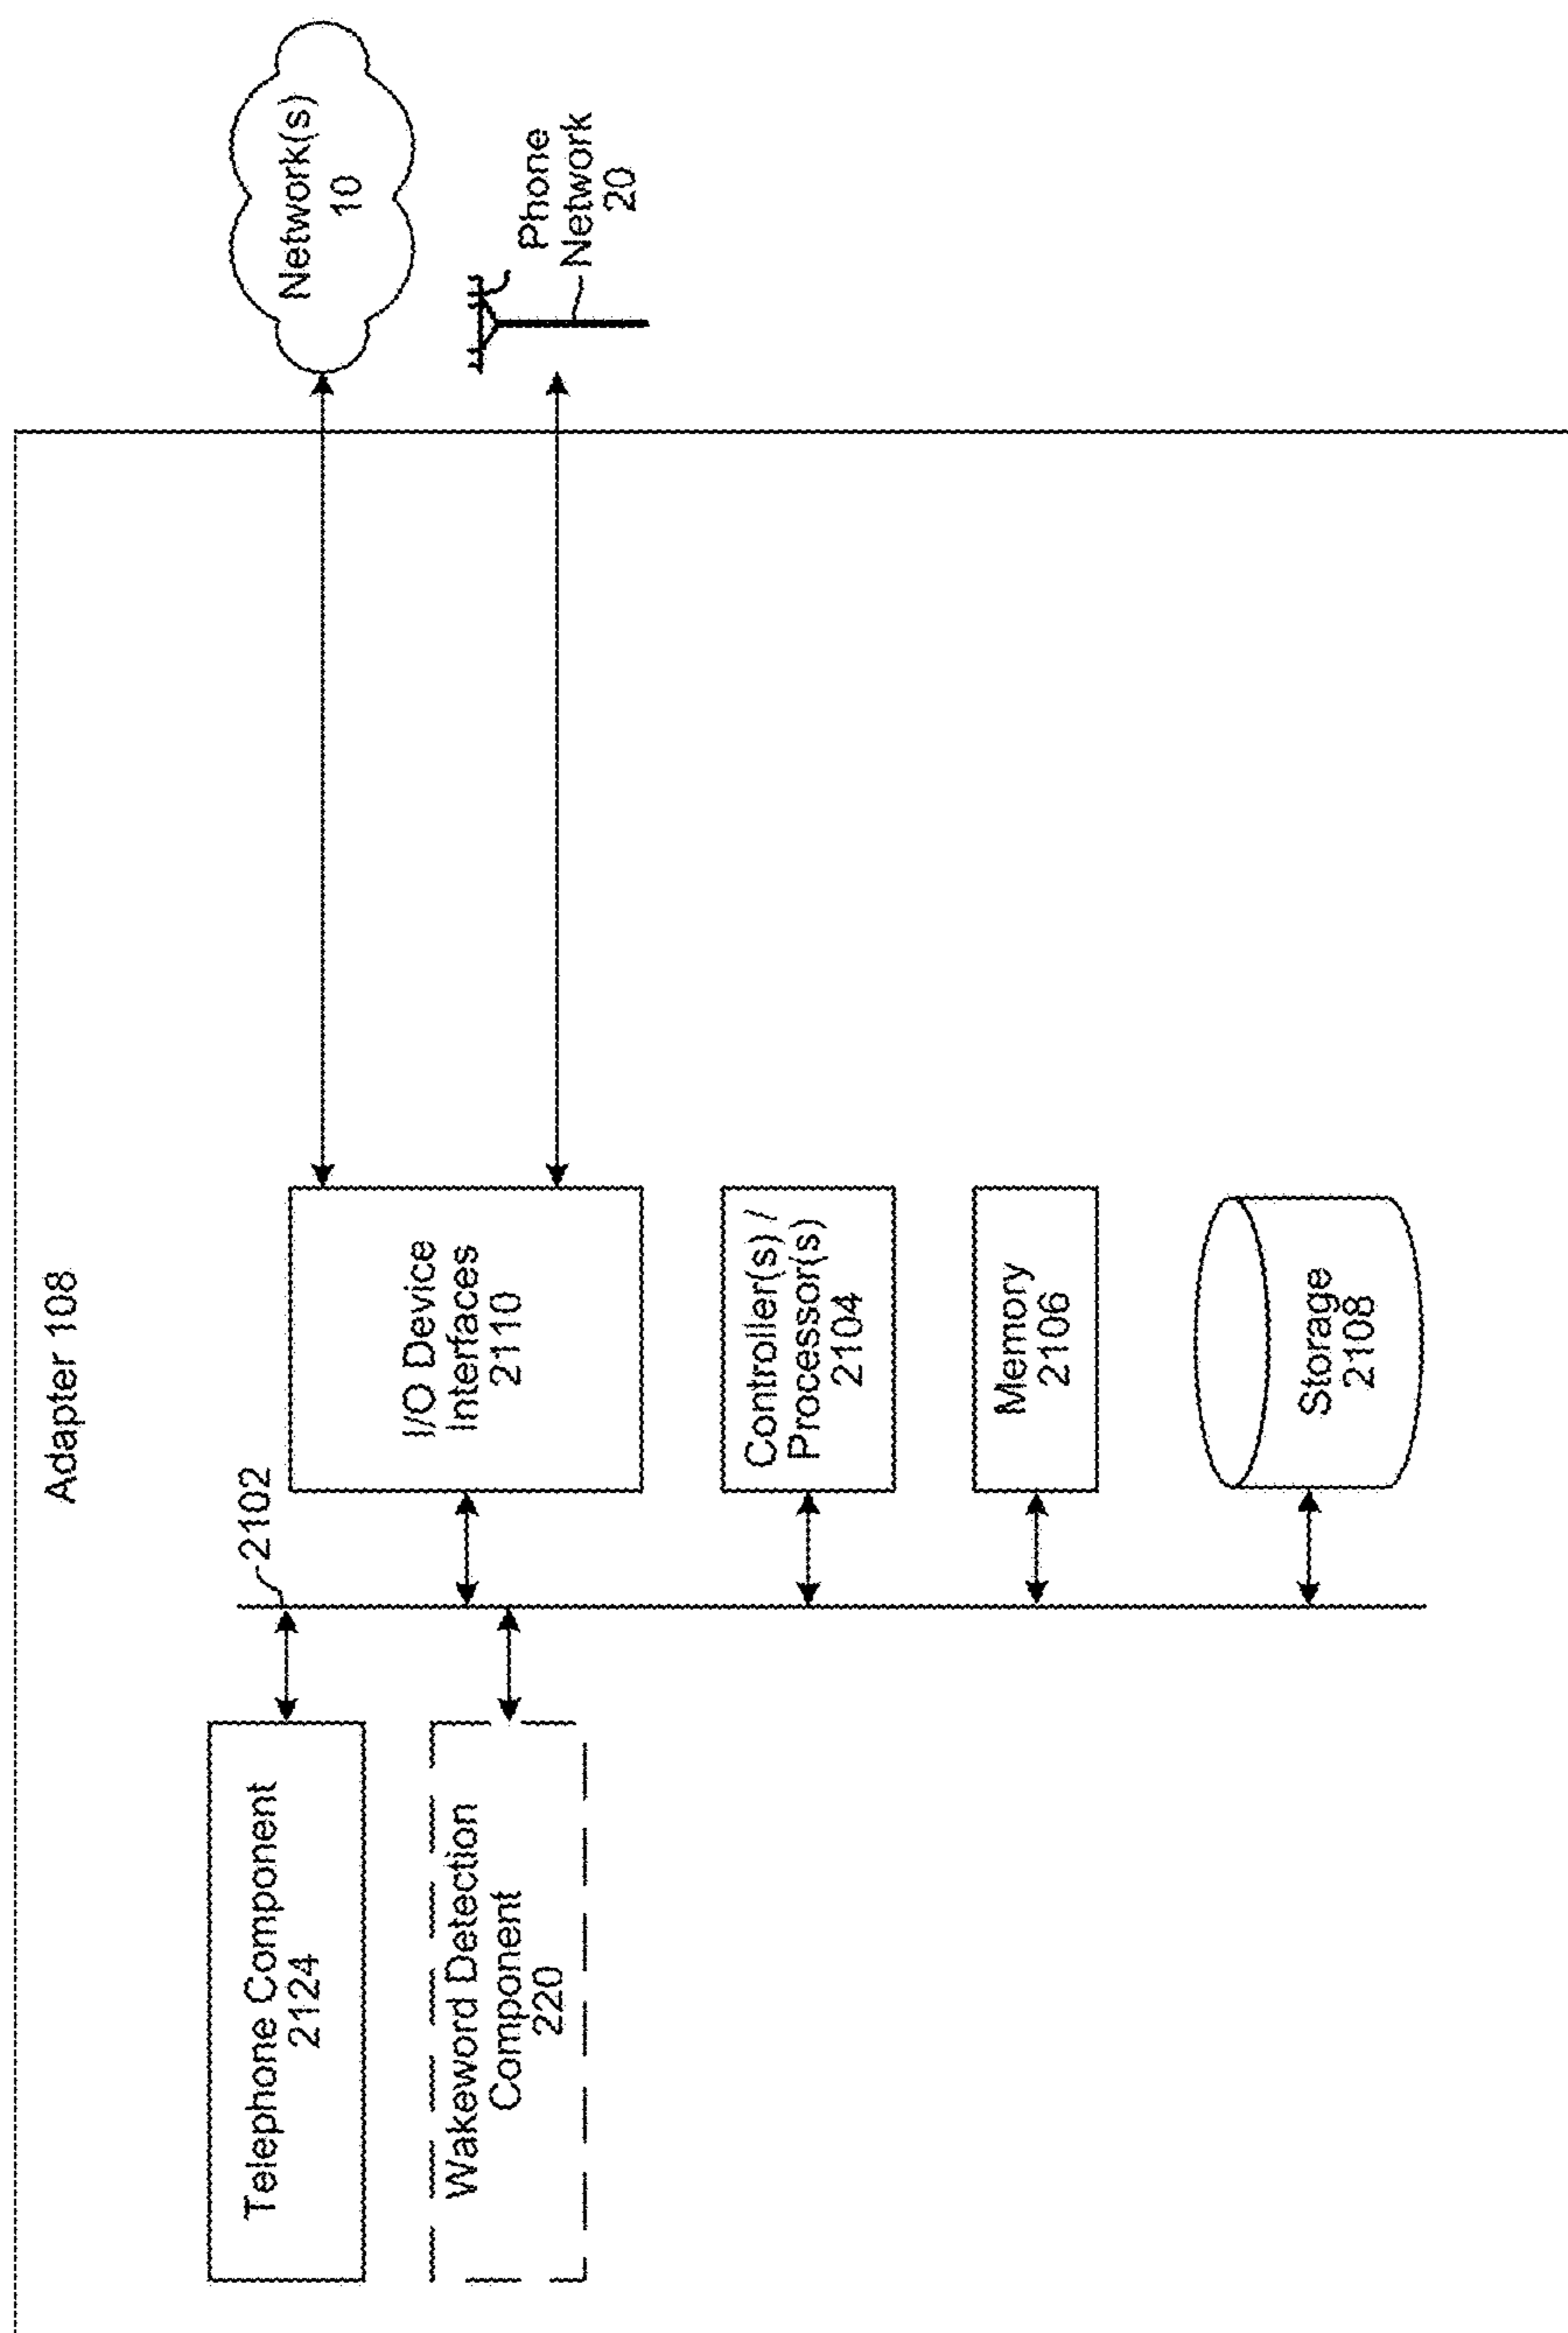 Adapter 108
2102
Telephone Component
2124
Wakeword Detection
Component
220
I/O Device
Interfaces
2110
Controller(s) /
Processor(s)
2104
Memory
2106
Storage
2108
Network(s)
10
Phone
Network
20